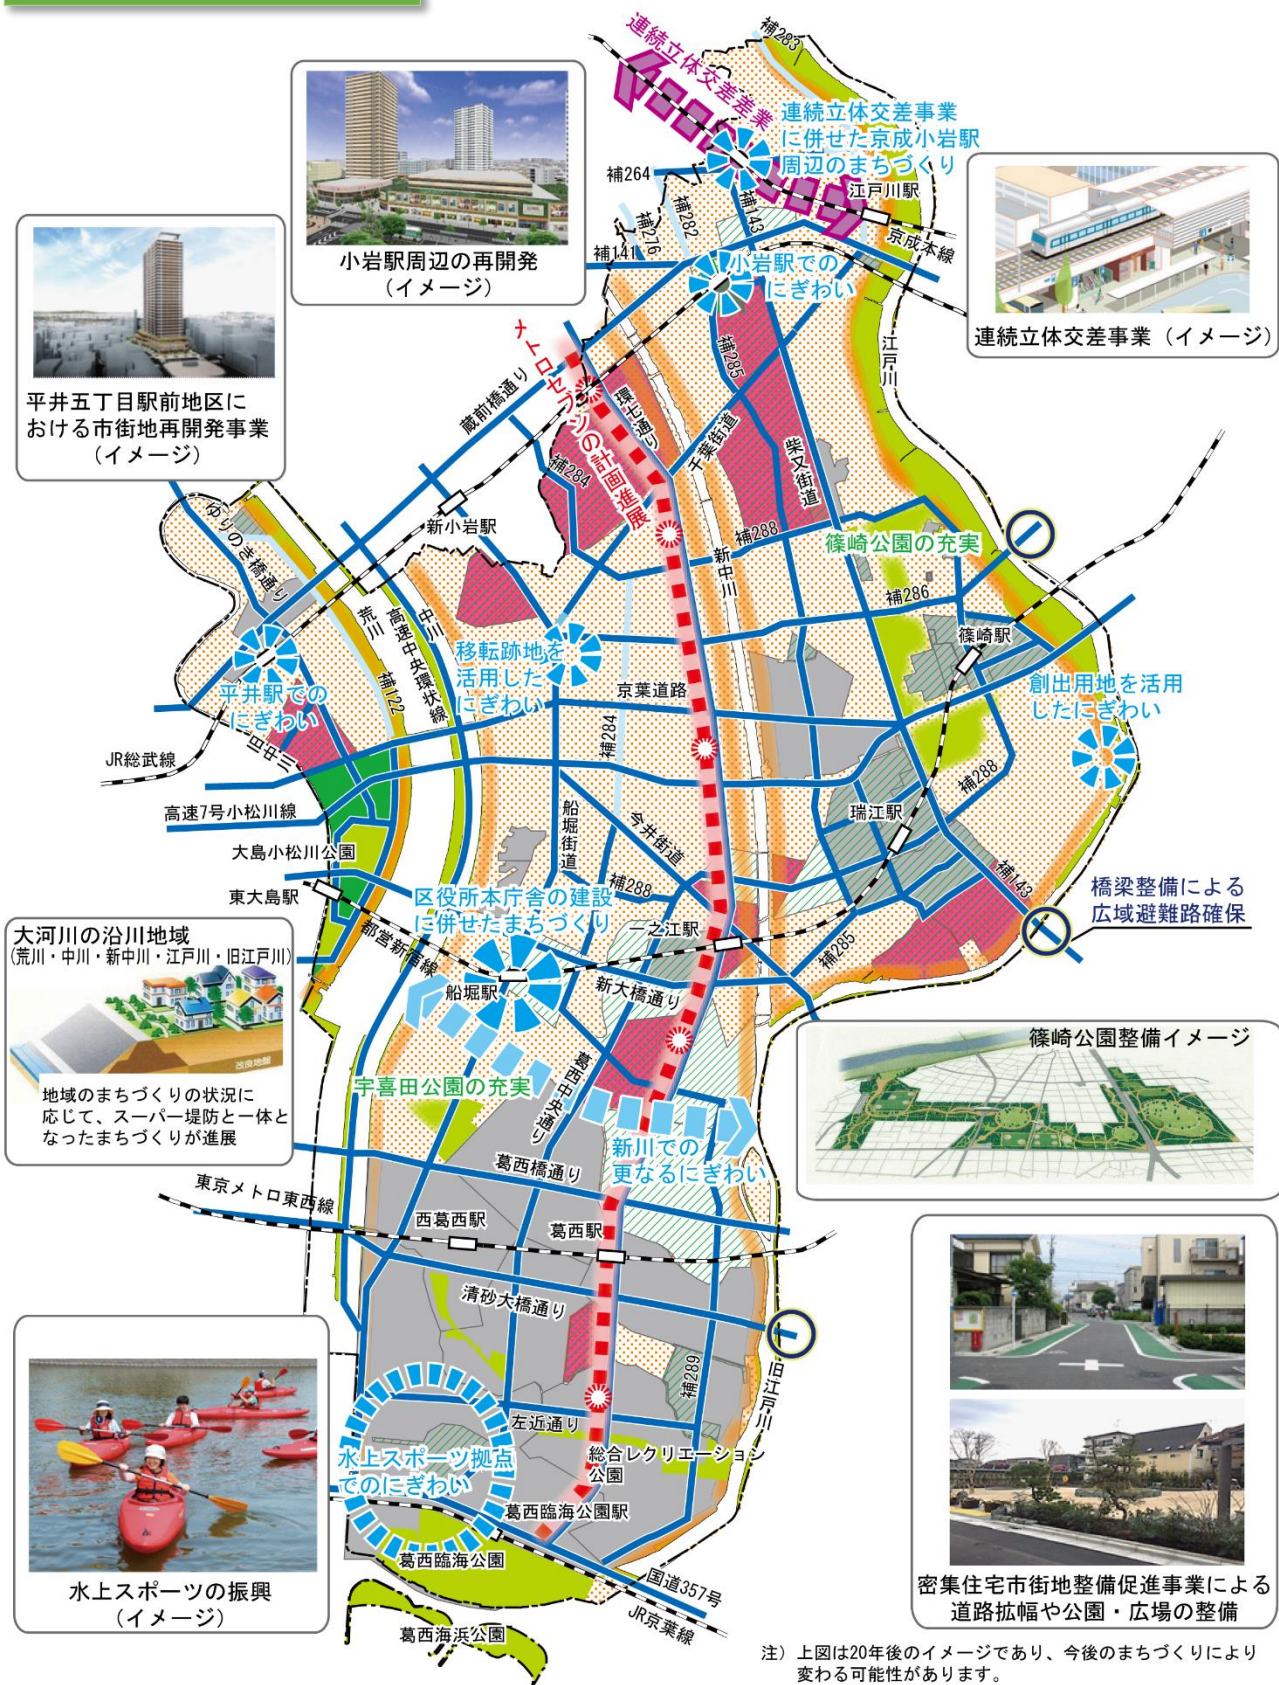 補283
連続立体交差差業
連続立体交差事業
に併せた京成小岩駅
周辺のまちづくり
補264
補282
補276
補143
補141
江戸川駅
京成本線
小岩駅周辺の再開発
(イメージ)
小岩駅での
にぎわい
連続立体交差事業 (イメージ)
江戸川
平井五丁目駅前地区に
おける市街地再開発事業
(イメージ)
メトロセブンの計画進展
蔵前橋通り
環七通り
補285
千葉街道
柴又街道
補284
新小岩駅
補288
新中川
篠崎公園の充実
ゆりのき橋通り
荒川
高速中央環状線
中川
補286
篠崎駅
移転跡地を
活用した
にぎわい
平井駅での
にぎわい
補122
京葉道路
創出用地を活用
したにぎわい
旧中川
補284
JR総武線
高速7号小松川線
船堀街道
今井街道
瑞江駅
補288
大島小松川公園
東大島駅
補288
補143
区役所本庁舎の建設
に併せたまちづくり
橋梁整備による
広域避難路確保
一之江駅
都営新宿線
補285
船堀駅
新大橋通り
大河川の沿川地域
(荒川・中川・新中川・江戸川・旧江戸川)
改良地盤
地域のまちづくりの状況に
応じて、スーパー堤防と一体と
なったまちづくりが進展
篠崎公園整備イメージ
宇喜田公園の充実
葛西中央通り
新川での
更なるにぎわい
葛西橋通り
東京メトロ東西線
西葛西駅
葛西駅
清砂大橋通り
補289
旧江戸川
左近通り
水上スポーツ拠点
でのにぎわい
総合レクリエーション
公園
葛西臨海公園駅
葛西臨海公園
国道357号
JR京葉線
葛西海浜公園
水上スポーツの振興
(イメージ)
密集住宅市街地整備促進事業による
道路拡幅や公園・広場の整備
注) 上図は20年後のイメージであり、今後のまちづくりにより
変わる可能性があります。